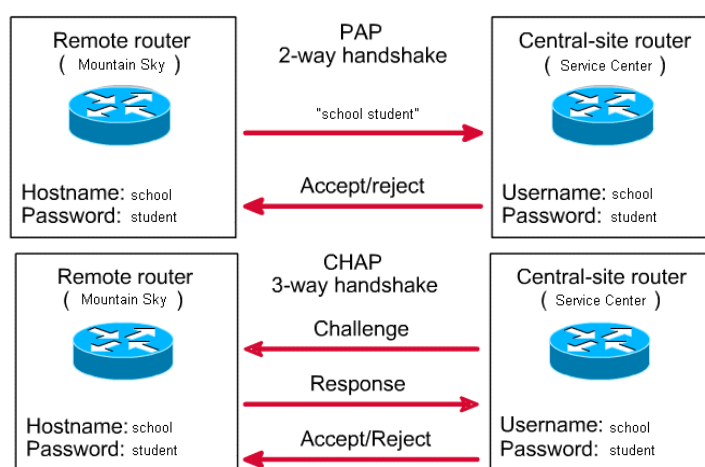 Remote router
( Mountain Sky )
Hostname: school
Password: student
PAP
2-way handshake
"school student"
Accept/reject
Central-site router
( Service Center )
Username: school
Password: student
Remote router
( Mountain Sky )
Hostname: school
Password: student
CHAP
3-way handshake
Challenge
Response
Accept/Reject
Central-site router
( Service Center )
Username: school
Password: student